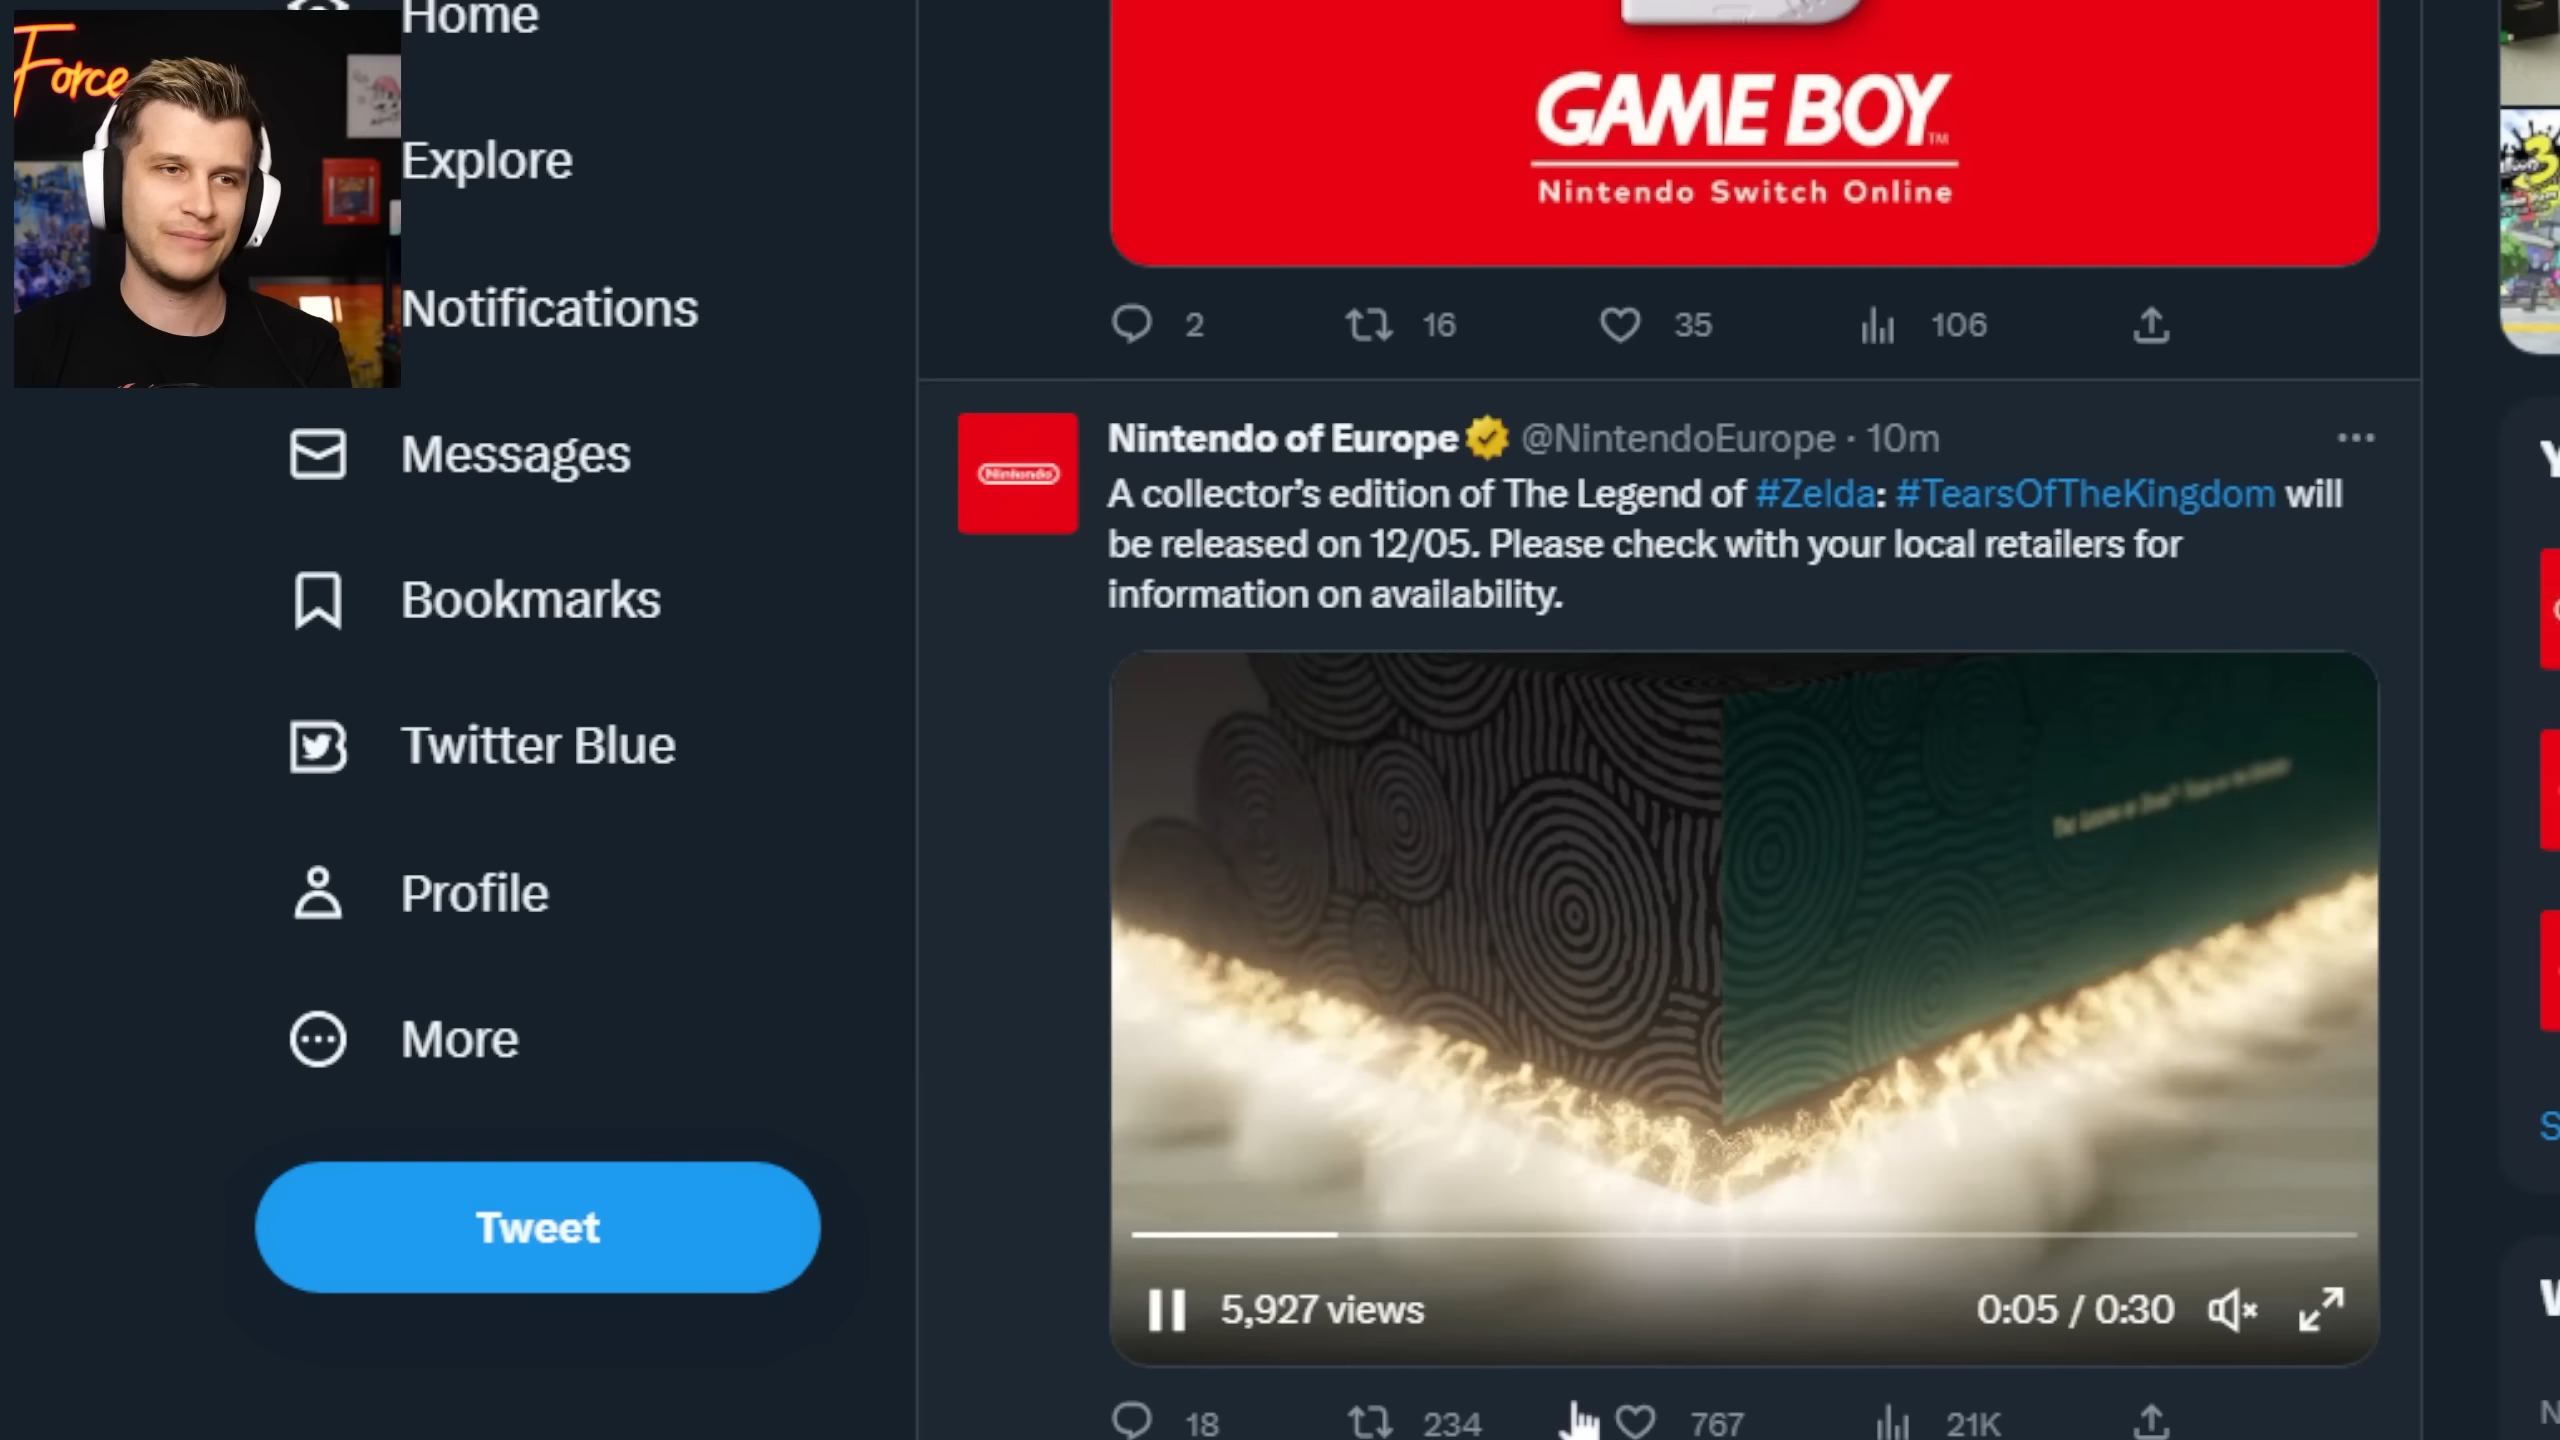 Force
Home
Explore
Notifications
Messages
Bookmarks
Twitter Blue
Profile
More
Tweet
GAME BOY™
Nintendo Switch Online
2 16 35 106
Nintendo
Nintendo of Europe @NintendoEurope · 10m
A collector's edition of The Legend of #Zelda: #TearsOfTheKingdom will
be released on 12/05. Please check with your local retailers for
information on availability.
5,927 views 0:05 / 0:30
18 234 767 21K
3